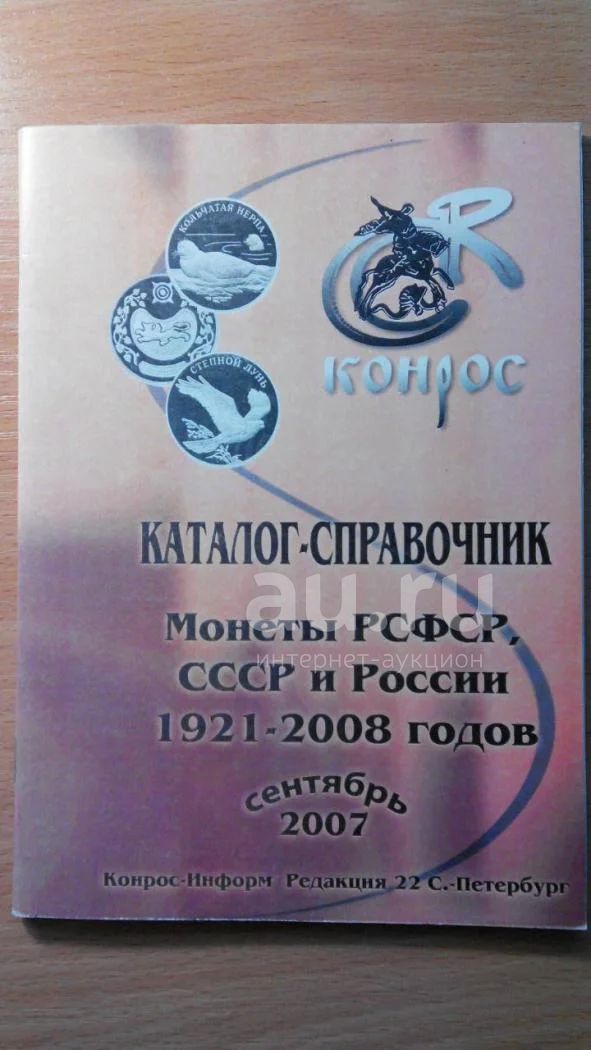 КОЛЬЧАТАЯ НЕРПА
СТЕПНОЙ ЛУНЬ
R
конрос
КАТАЛОГ-СПРАВОЧНИК
au.ru
Монеты РСФСР,
интернет-аукцион
СССР и России
1921-2008 годов
сентябрь
2007
Конрос-Информ Редакция 22 С.-Петербург